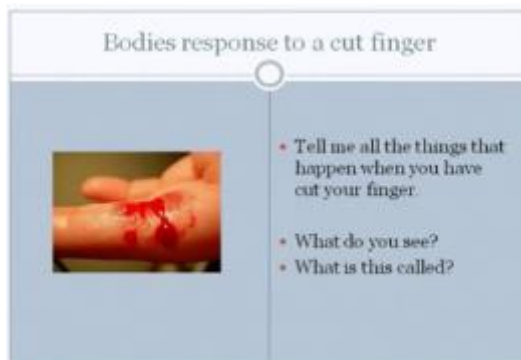 Bodies response to a cut finger
• Tell me all the things that
happen when you have
cut your finger.
• What do you see?
• What is this called?